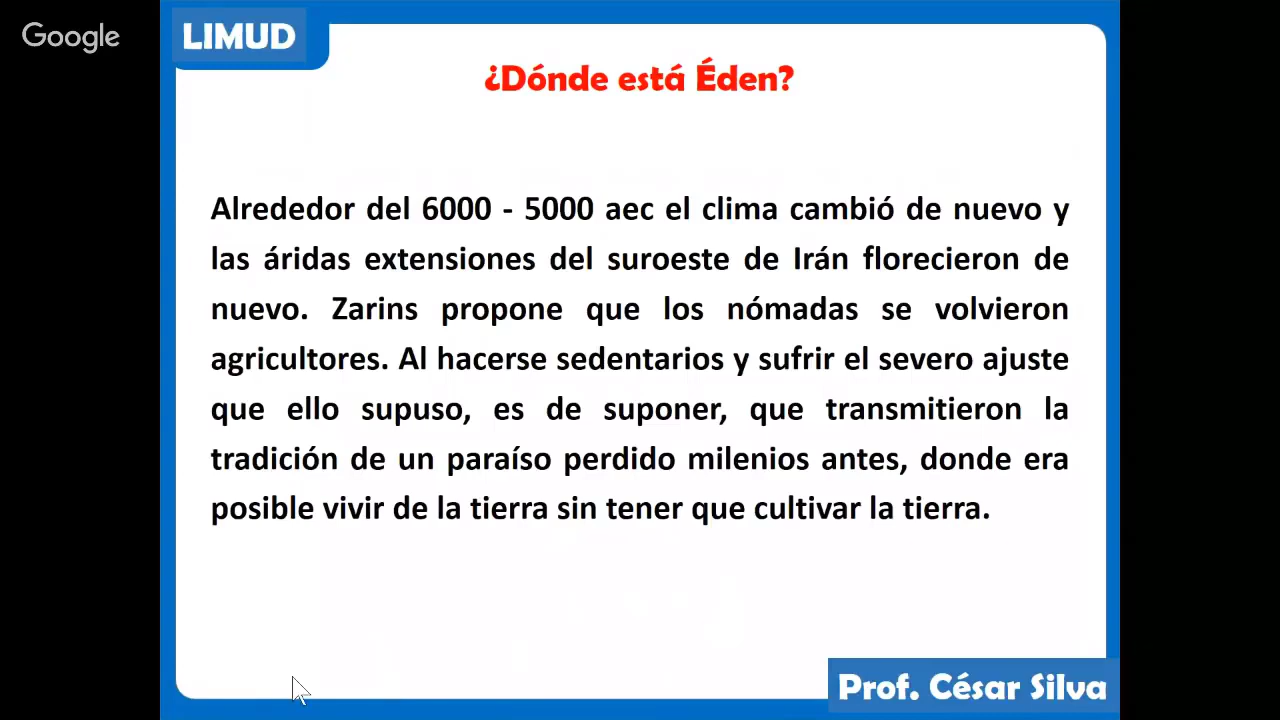 Google
LIMUD
¿Dónde está Éden?
Alrededor del 6000 - 5000 aec el clima cambió de nuevo y
las áridas extensiones del suroeste de Irán florecieron de
nuevo. Zarins propone que los nómadas se volvieron
agricultores. Al hacerse sedentarios y sufrir el severo ajuste
que ello supuso, es de suponer, que transmitieron la
tradición de un paraíso perdido milenios antes, donde era
posible vivir de la tierra sin tener que cultivar la tierra.
Prof. César Silva